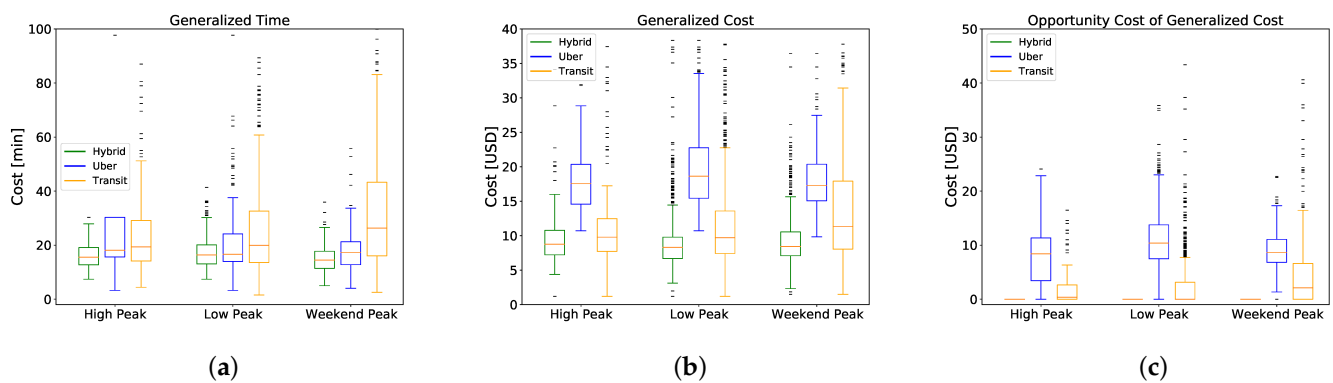 Generalized Time
Cost [min]
100
80
60
40
20
0
Hybrid
Uber
Transit
High Peak
Low Peak
Weekend Peak
(a)
Generalized Cost
Cost [USD]
40
35
30
25
20
15
10
5
0
Hybrid
Uber
Transit
High Peak
Low Peak
Weekend Peak
(b)
Opportunity Cost of Generalized Cost
Cost [USD]
50
40
30
20
10
0
Hybrid
Uber
Transit
High Peak
Low Peak
Weekend Peak
(c)